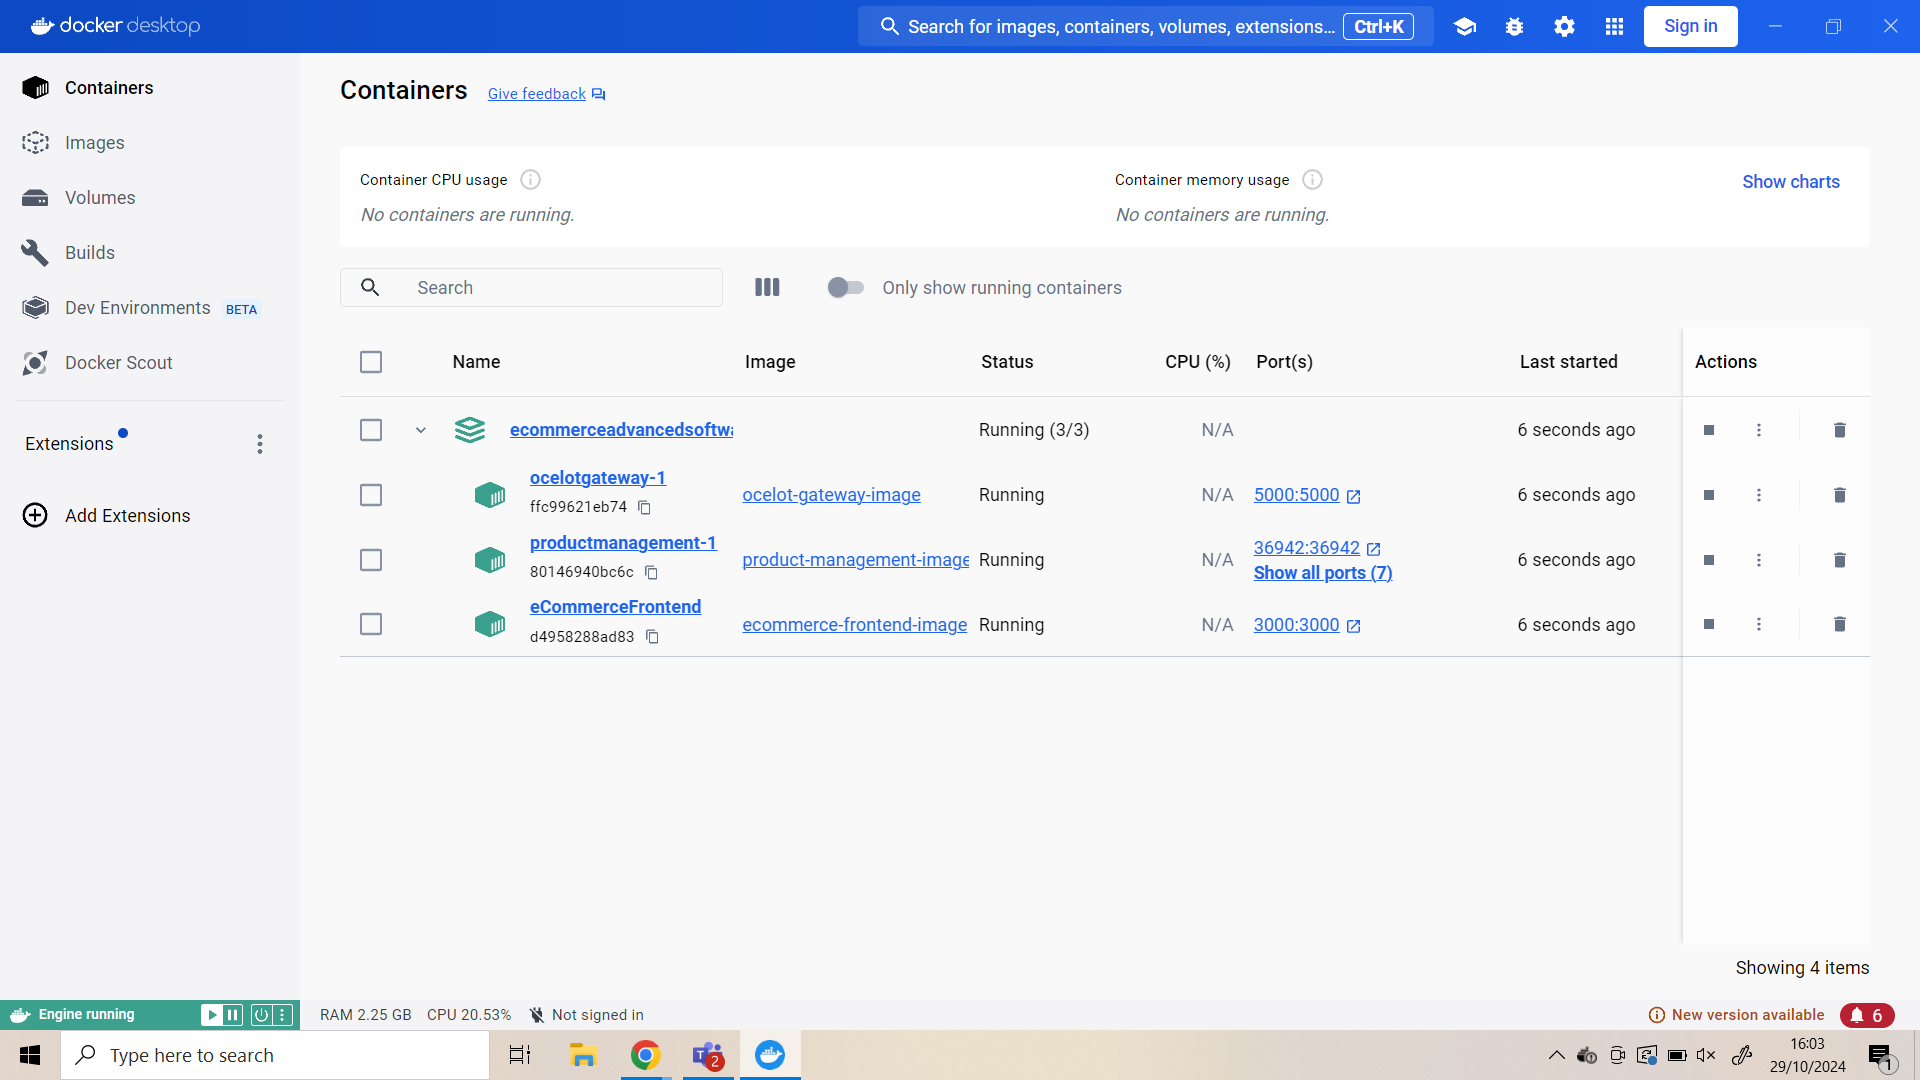 docker desktop
Search for images, containers, volumes, extensions... Ctrl+K
Sign in
Containers
Images
Volumes
Builds
Dev Environments BETA
Docker Scout
Extensions
Add Extensions
Containers Give feedback
Container CPU usage
No containers are running.
Container memory usage
No containers are running.
Show charts
Search
Only show running containers
Name Image Status CPU (%) Port(s) Last started Actions
ecommerceadvancedsoftwa Running (3/3) N/A 6 seconds ago
ocelotgateway-1
ffc99621eb74
ocelot-gateway-image Running N/A 5000:5000 6 seconds ago
productmanagement-1
80146940bc6c
product-management-image Running N/A 36942:36942
Show all ports (7)
6 seconds ago
eCommerceFrontend
d4958288ad83
ecommerce-frontend-image Running N/A 3000:3000 6 seconds ago
Showing 4 items
Engine running
RAM 2.25 GB CPU 20.53% Not signed in
New version available 6
Type here to search
2
16:03
29/10/2024
1